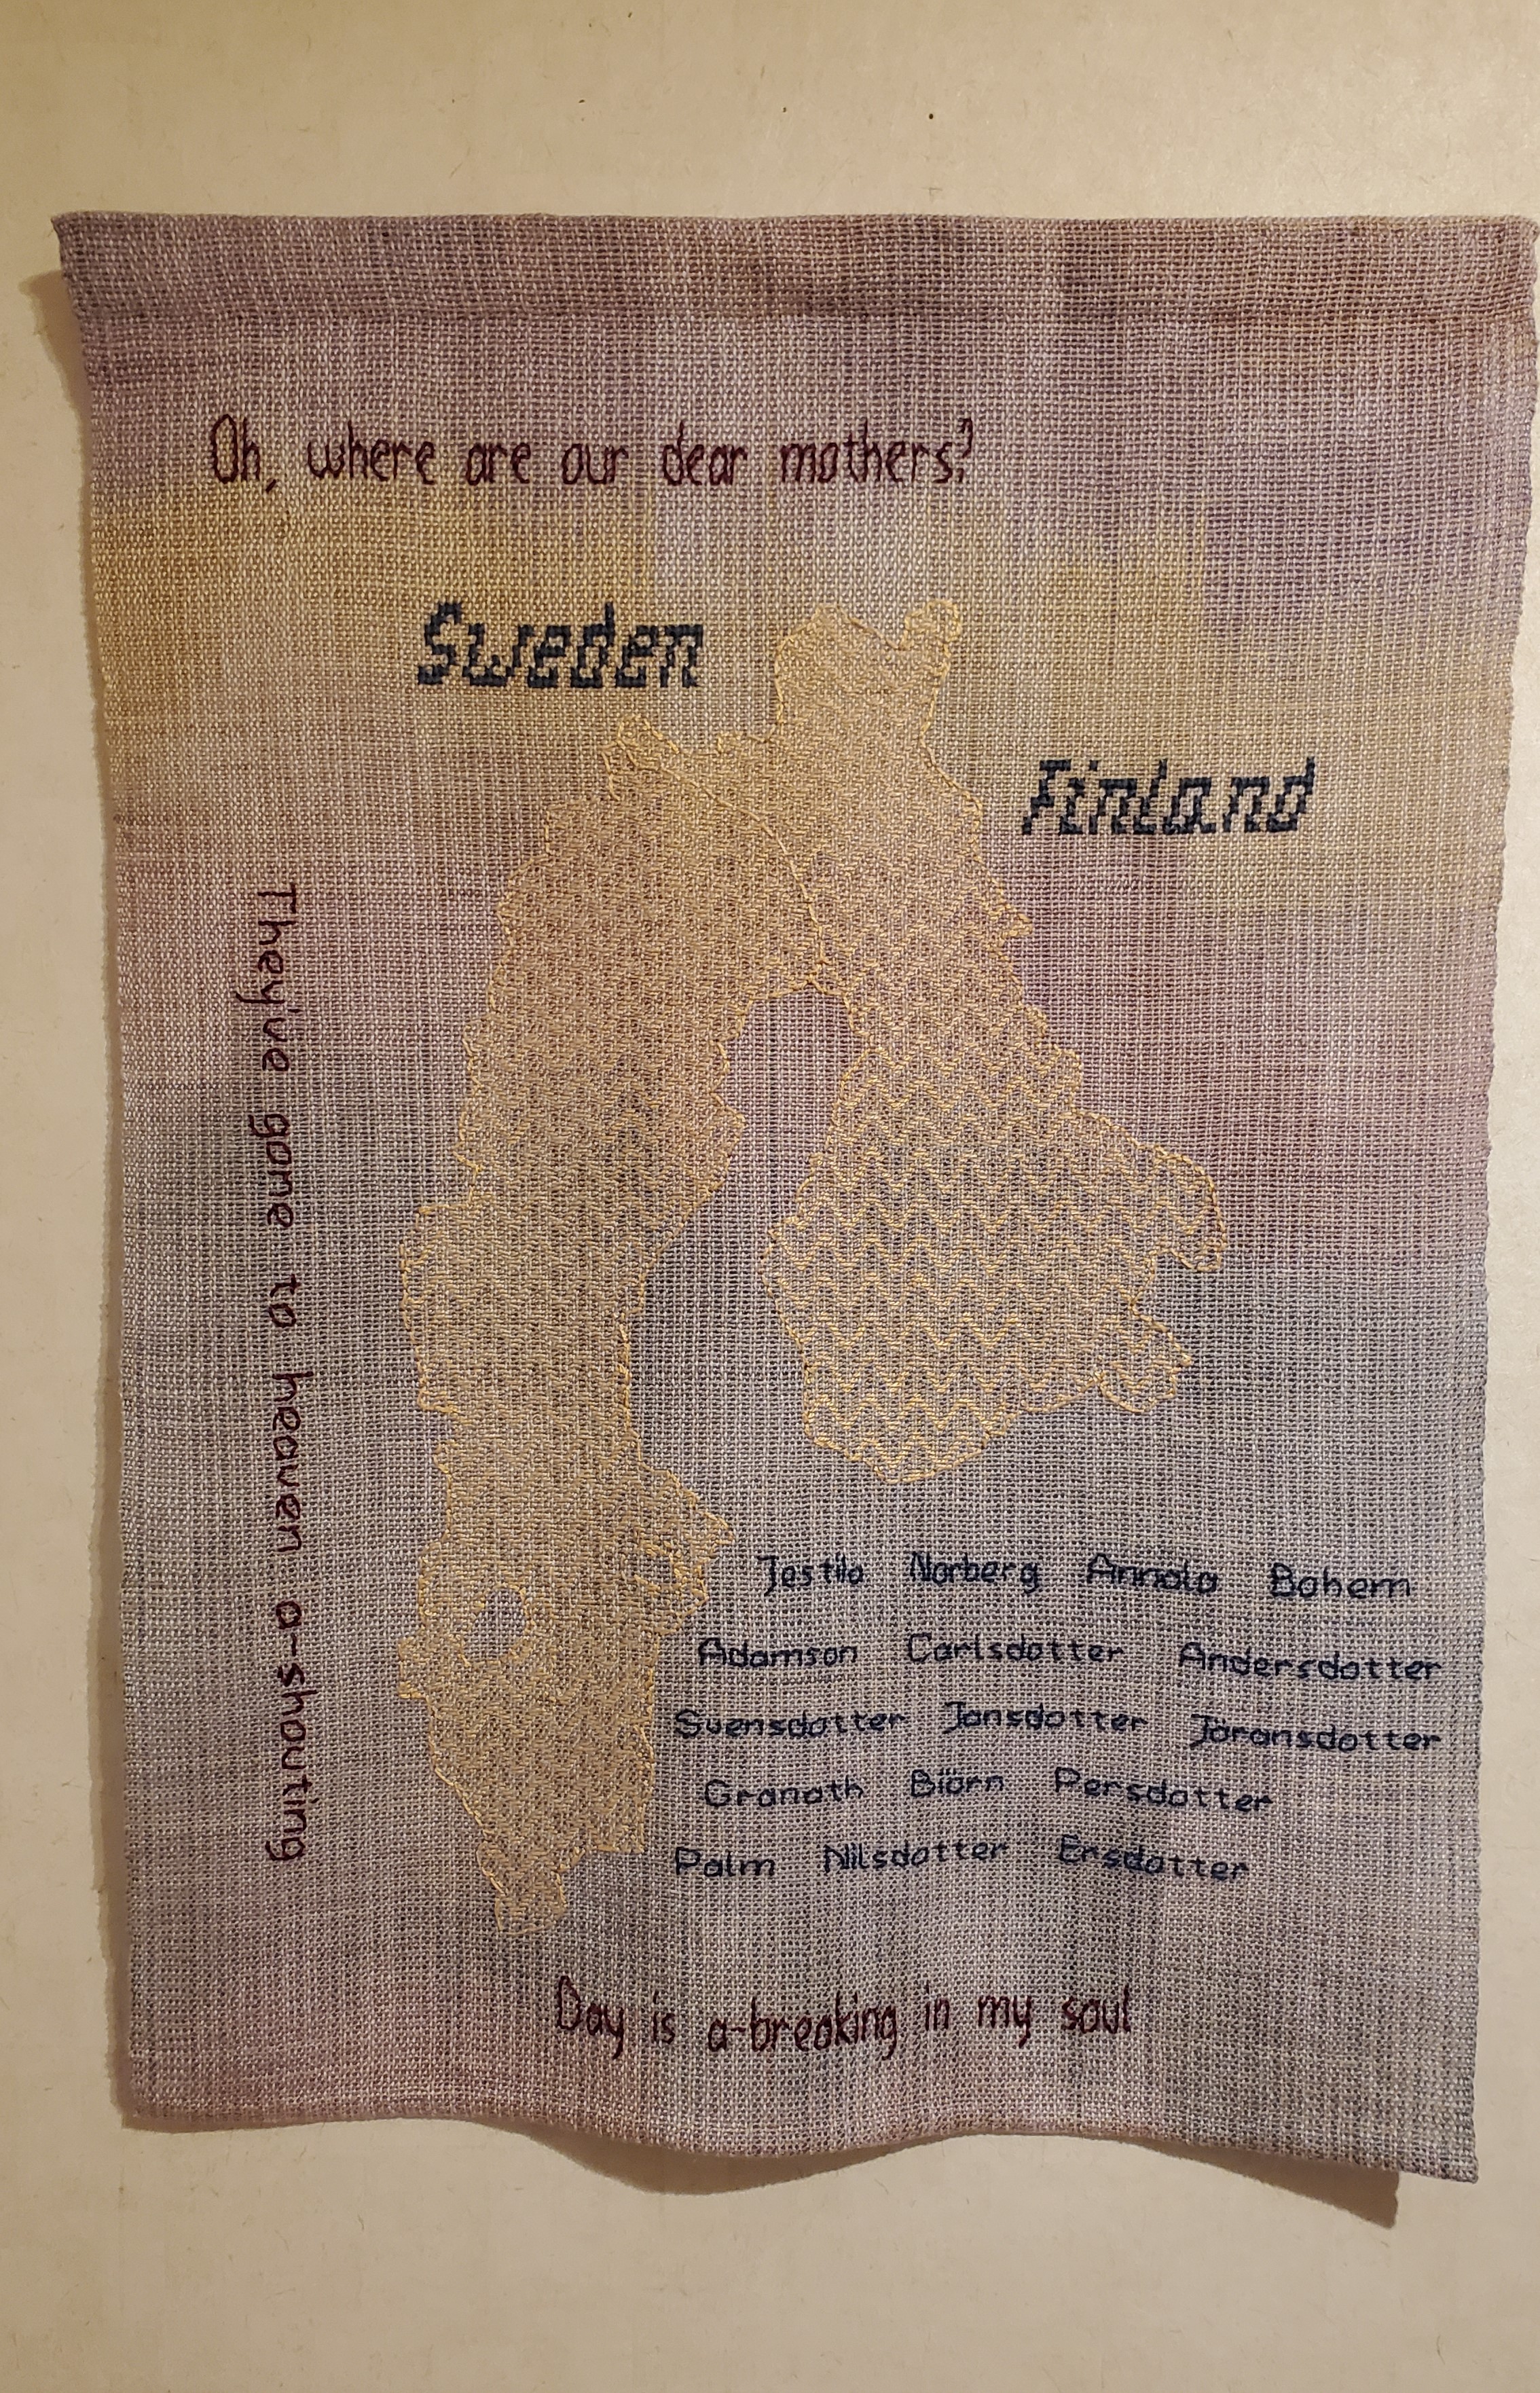 Oh, where are our dear mothers?
Sweden
Finland
They've gone to heaven a-shouting
Jestila Norberg Annala Bohem
Adamson Carlsdotter Andersdotter
Svensdotter Jonsdotter Jöransdotter
Granath Biörn Persdotter
Palm Nilsdotter Ersdotter
Day is a-breaking in my soul